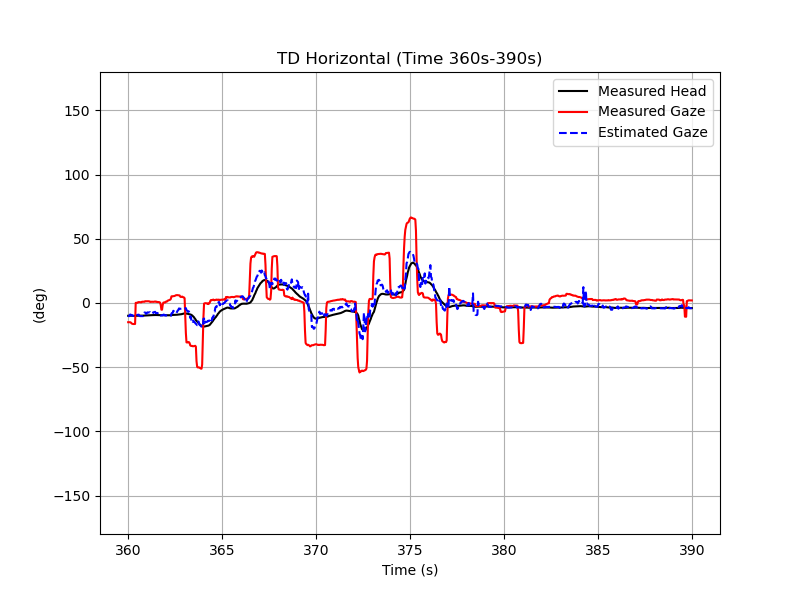 TD Horizontal (Time 360s-390s)
Measured Head
Measured Gaze
Estimated Gaze
150
100
50
0
−50
−100
−150
(deg)
360 365 370 375 380 385 390
Time (s)